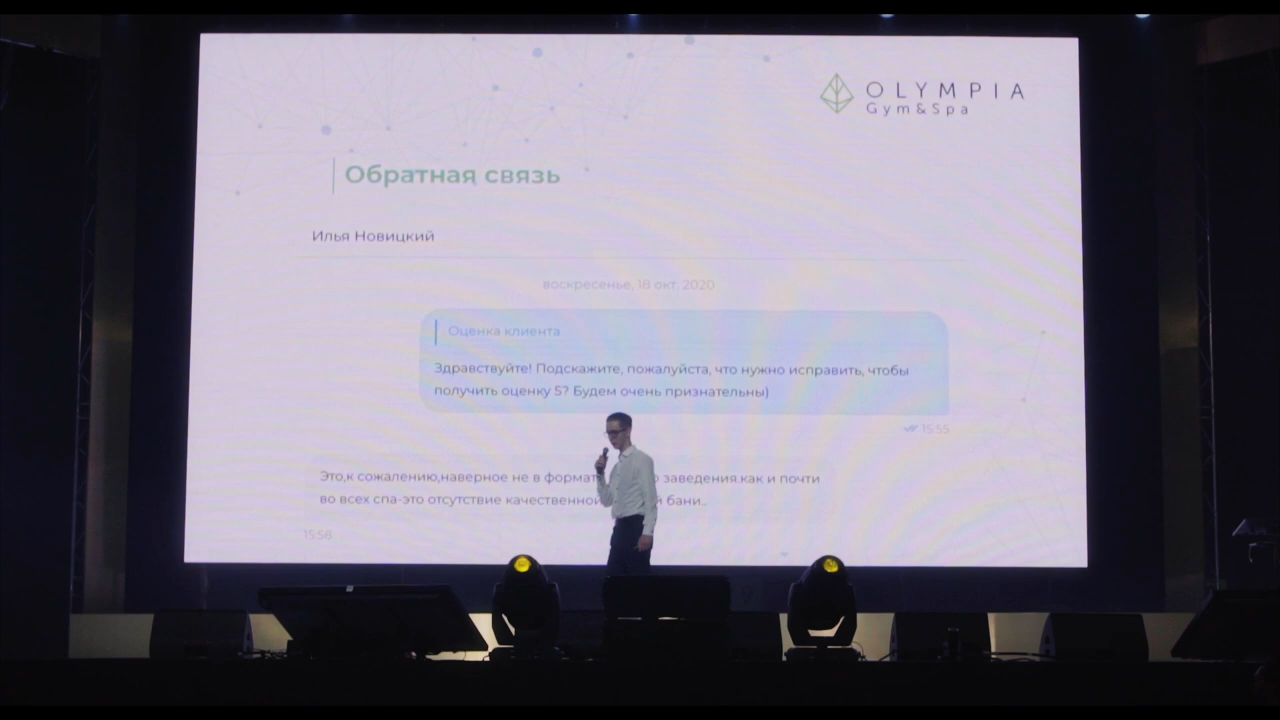 OLYMPIA
Gym&Spa
Обратная связь
Илья Новицкий
воскресенье, 18 окт. 2020
Оценка клиента
Здравствуйте! Подскажите, пожалуйста, что нужно исправить, чтобы
получить оценку 5? Будем очень признательны)
15:55
Это,к сожалению,наверное не в формат заведения.как и почти
во всех спа-это отсутствие качественной бани..
15:58